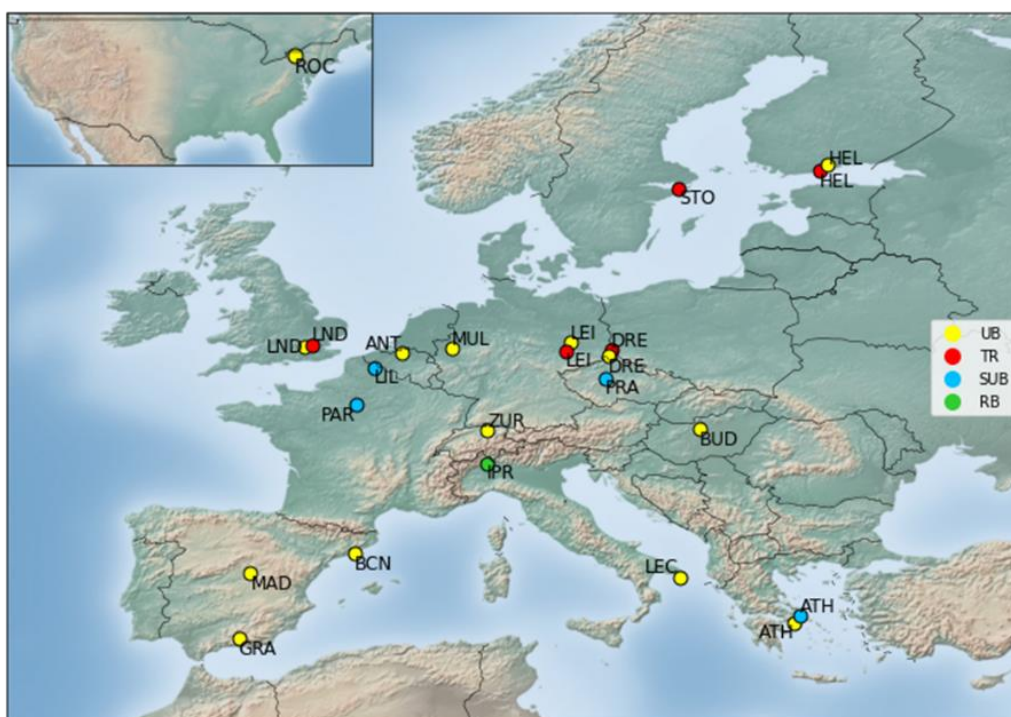 ROC
HEL
HEL
STO
LND
LND
ANT
MUL
LEI
LEI
DRE
DRE
LIL
PRA
PAR
ZUR
BUD
IPR
BCN
MAD
LEC
GRA
ATH
ATH
UB
TR
SUB
RB